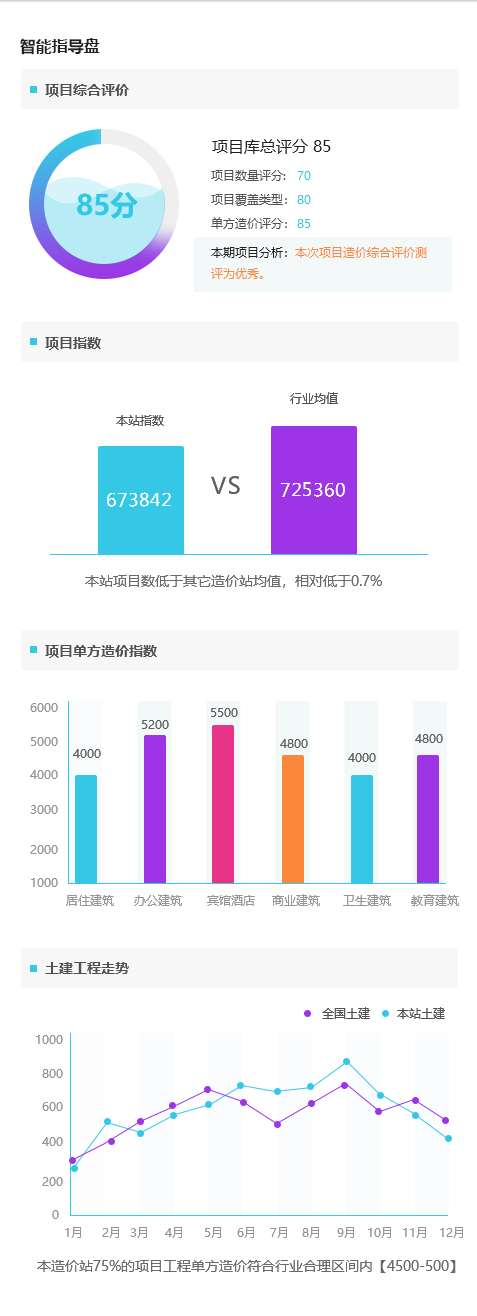 智能指导盘
项目综合评价
85分
项目库总评分 85
项目数量评分: 70
项目覆盖类型: 80
单方造价评分: 85
本期项目分析: 本次项目造价综合评价测
评为优秀。
项目指数
本站指数
行业均值
673842
VS
725360
本站项目数低于其它造价站均值，相对低于0.7%
项目单方造价指数
6000
5000
4000
3000
2000
1000
4000
5200
5500
4800
4000
4800
居住建筑 办公建筑 宾馆酒店 商业建筑 卫生建筑 教育建筑
土建工程走势
全国土建 本站土建
1000
800
600
400
200
0
1月 2月 3月 4月 5月 6月 7月 8月 9月 10月 11月 12月
本造价站75%的项目工程单方造价符合行业合理区间内【4500-500】